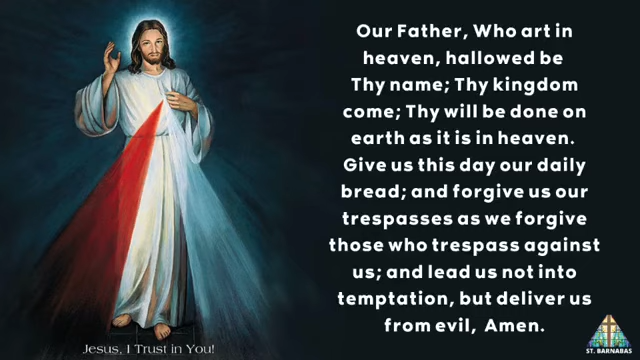 Our Father, Who art in
heaven, hallowed be
Thy name; Thy kingdom
come; Thy will be done on
earth as it is in heaven.
Give us this day our daily
bread; and forgive us our
trespasses as we forgive
those who trespass against
us; and lead us not into
temptation, but deliver us
from evil, Amen.
Jesus, I Trust in You!
ST. BARNABAS